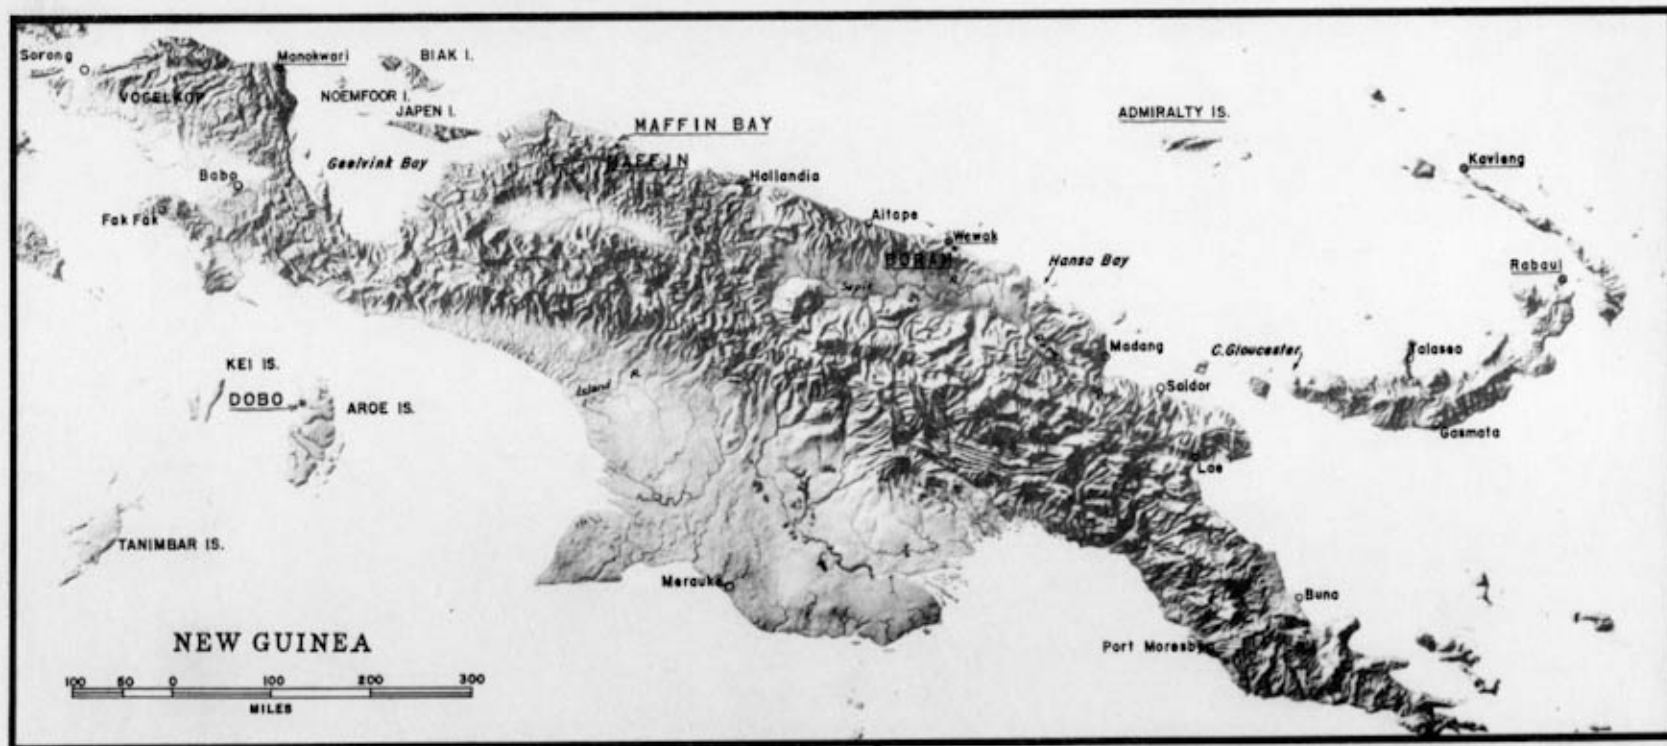 Sorong
Manokwari
BIAK I.
VOGELKOP
NOEMFOOR I.
JAPEN I.
MAFFIN BAY
ADMIRALTY IS.
Geelvink Bay
MAFFIN
Kavieng
Babo
Hollandia
Fak Fak
Aitape
Wewak
BORAM
Hansa Bay
Rabaul
Sepik
R.
Madang
C. Gloucester
Talasea
KEI IS.
Island R.
Saidor
DOBO
AROE IS.
Gasmata
Lae
TANIMBAR IS.
Merauke
Buna
NEW GUINEA
Port Moresby
100 50 0 100 200 300
MILES